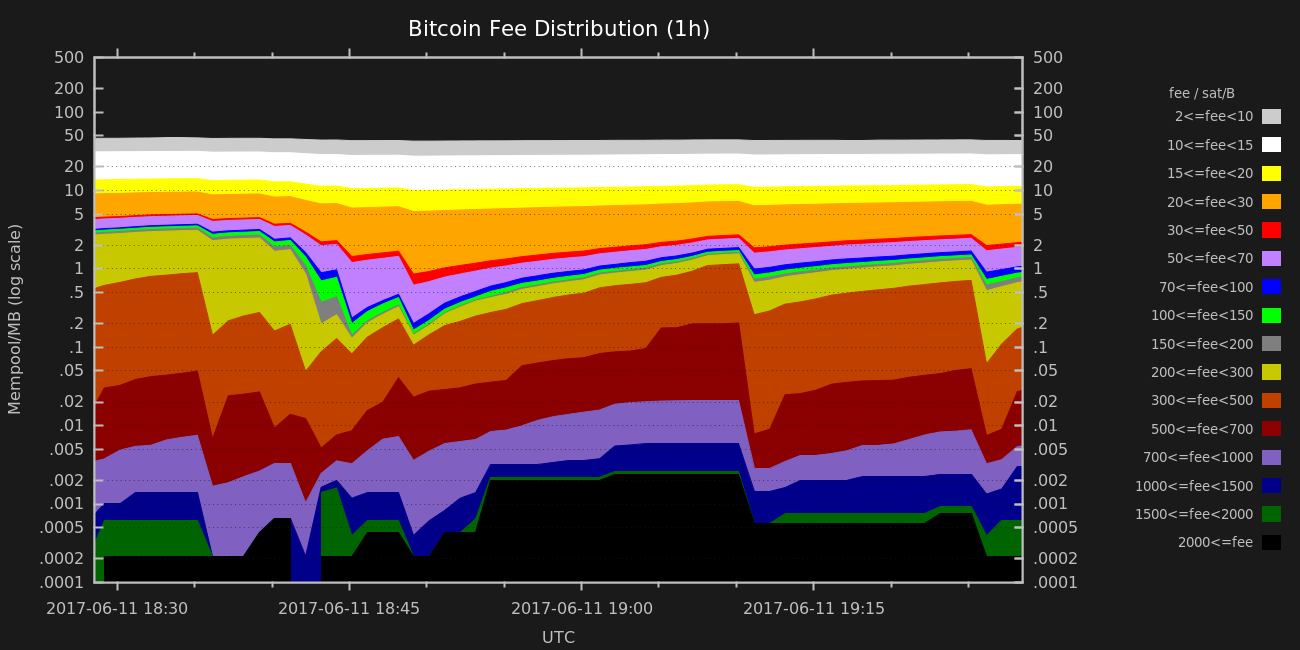 Bitcoin Fee Distribution (1h)
Mempool/MB (log scale)
500
200
100
50
20
10
5
2
1
.5
.2
.1
.05
.02
.01
.005
.002
.001
.0005
.0002
.0001
500
200
100
50
20
10
5
2
1
.5
.2
.1
.05
.02
.01
.005
.002
.001
.0005
.0002
.0001
2017-06-11 18:30
2017-06-11 18:45
2017-06-11 19:00
2017-06-11 19:15
UTC
fee / sat/B
2<=fee<10
10<=fee<15
15<=fee<20
20<=fee<30
30<=fee<50
50<=fee<70
70<=fee<100
100<=fee<150
150<=fee<200
200<=fee<300
300<=fee<500
500<=fee<700
700<=fee<1000
1000<=fee<1500
1500<=fee<2000
2000<=fee